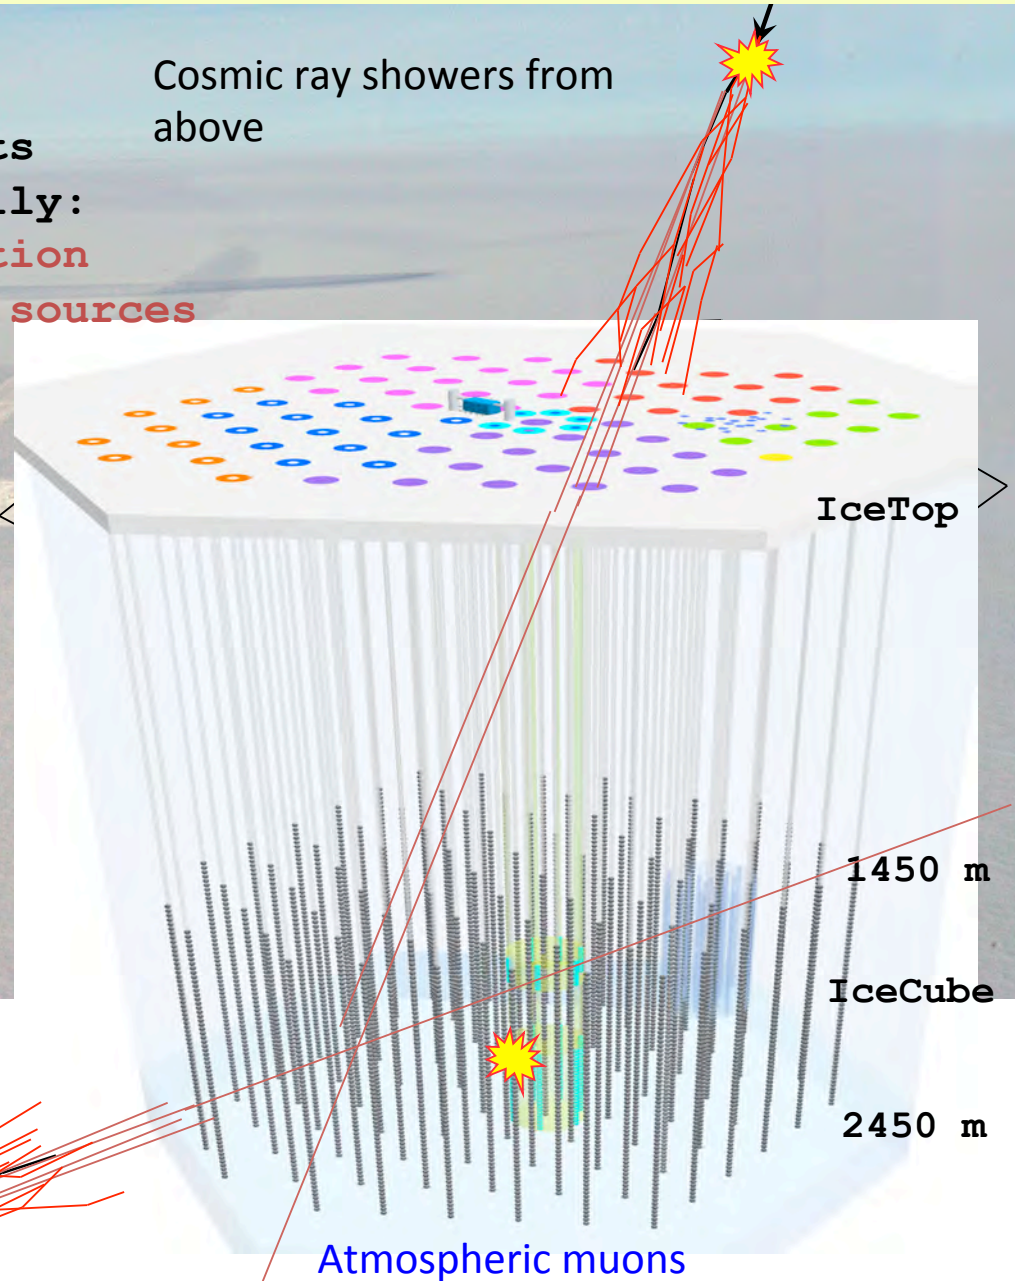 Cosmic ray showers from
above
ts
lly:
tion
sources
IceTop
1450 m
IceCube
2450 m
Atmospheric muons